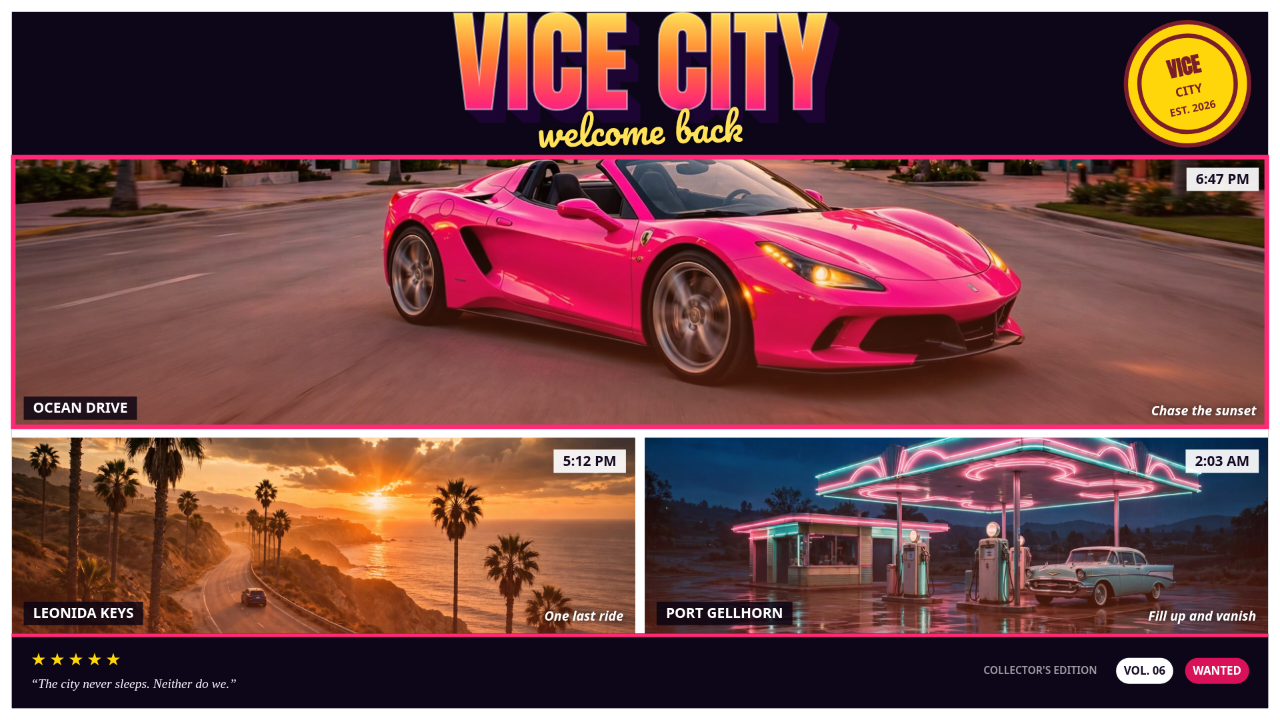 VICE CITY
welcome back
VICE
CITY
EST. 2026
6:47 PM
OCEAN DRIVE
Chase the sunset
5:12 PM
LEONIDA KEYS
One last ride
2:03 AM
PORT GELLHORN
Fill up and vanish
★★★★★
“The city never sleeps. Neither do we.”
COLLECTOR'S EDITION
VOL. 06
WANTED